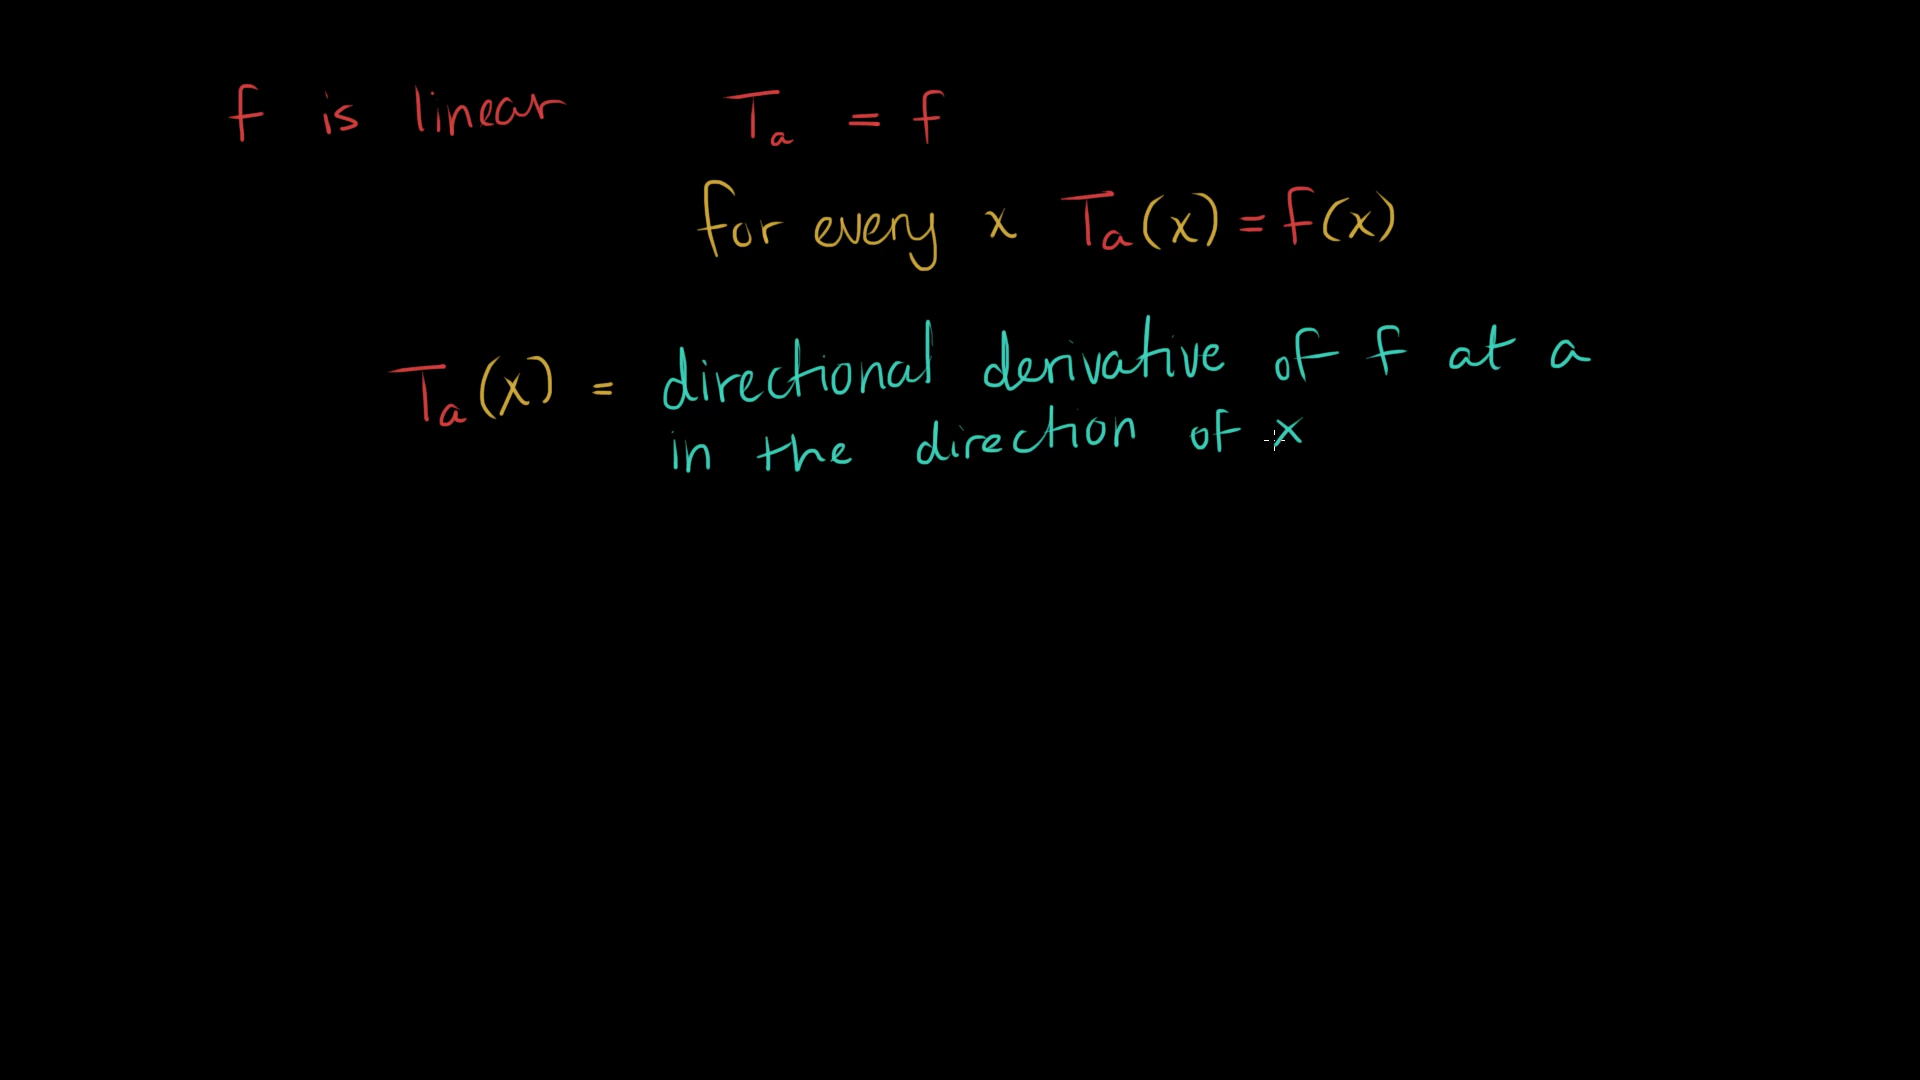 f is linear T_a = f
for every x T_a(x) = f(x)
T_a(x) = directional derivative of f at a
in the direction of x